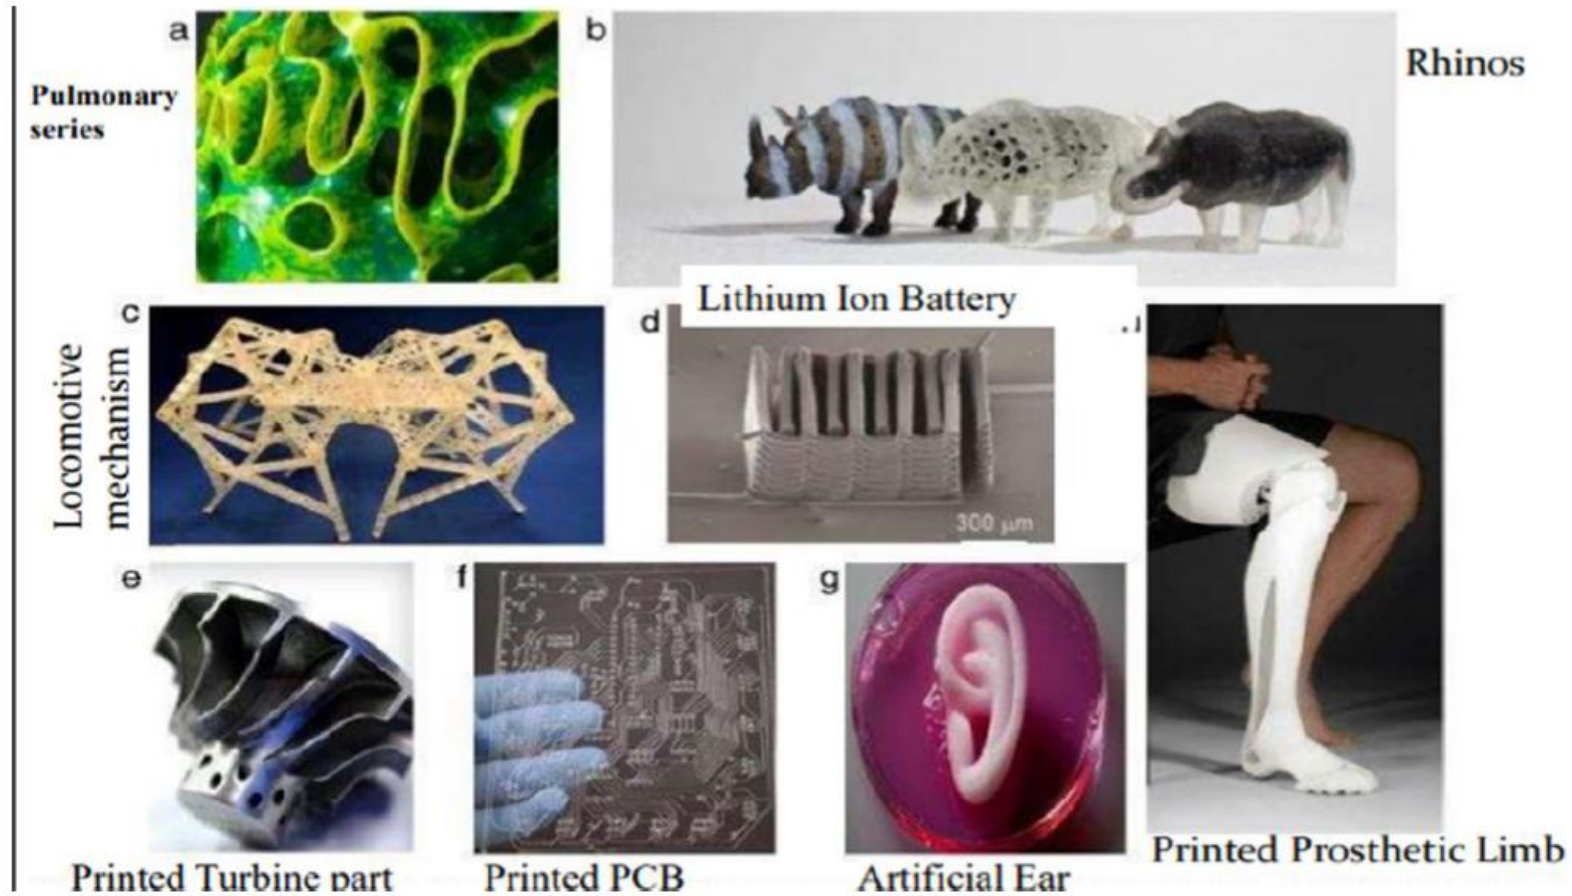 a
b
Rhinos
Pulmonary
series
Lithium Ion Battery
c
d
Locomotive
mechanism
300 µm
e
f
g
Printed Turbine part
Printed PCB
Artificial Ear
Printed Prosthetic Limb